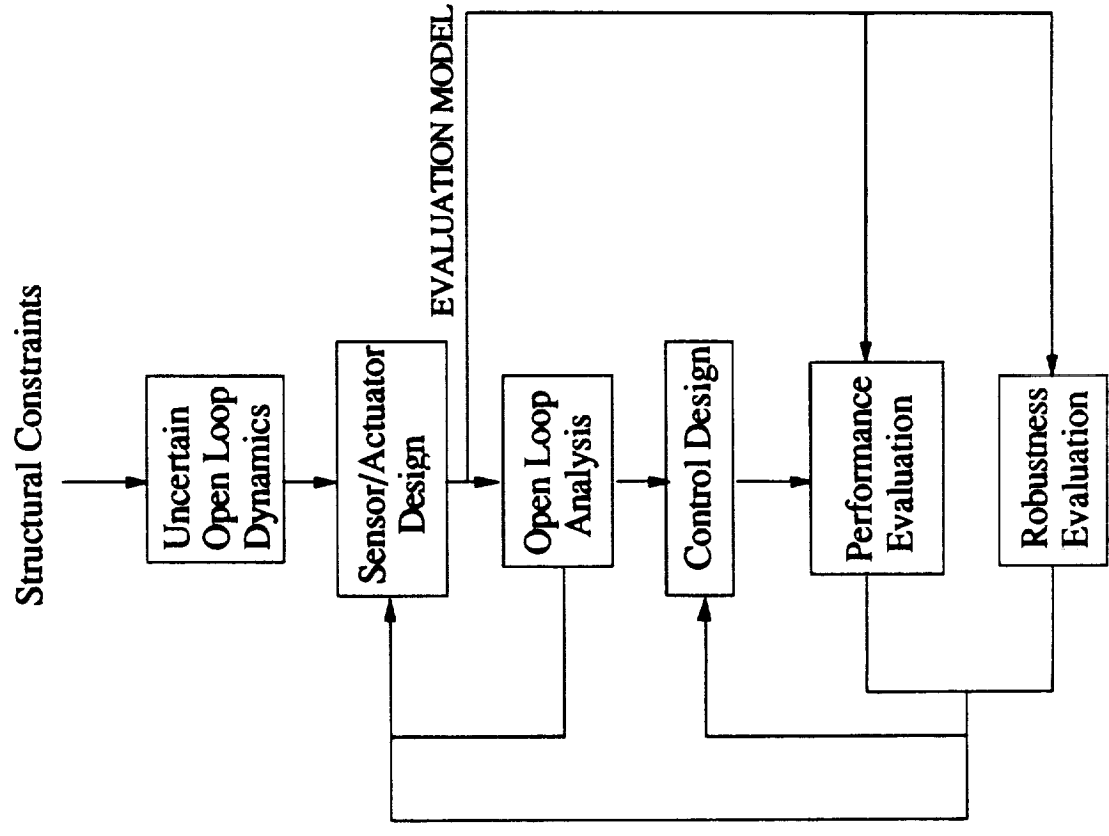 Structural Constraints
Uncertain
Open Loop
Dynamics
Sensor/Actuator
Design
EVALUATION MODEL
Open Loop
Analysis
Control Design
Performance
Evaluation
Robustness
Evaluation